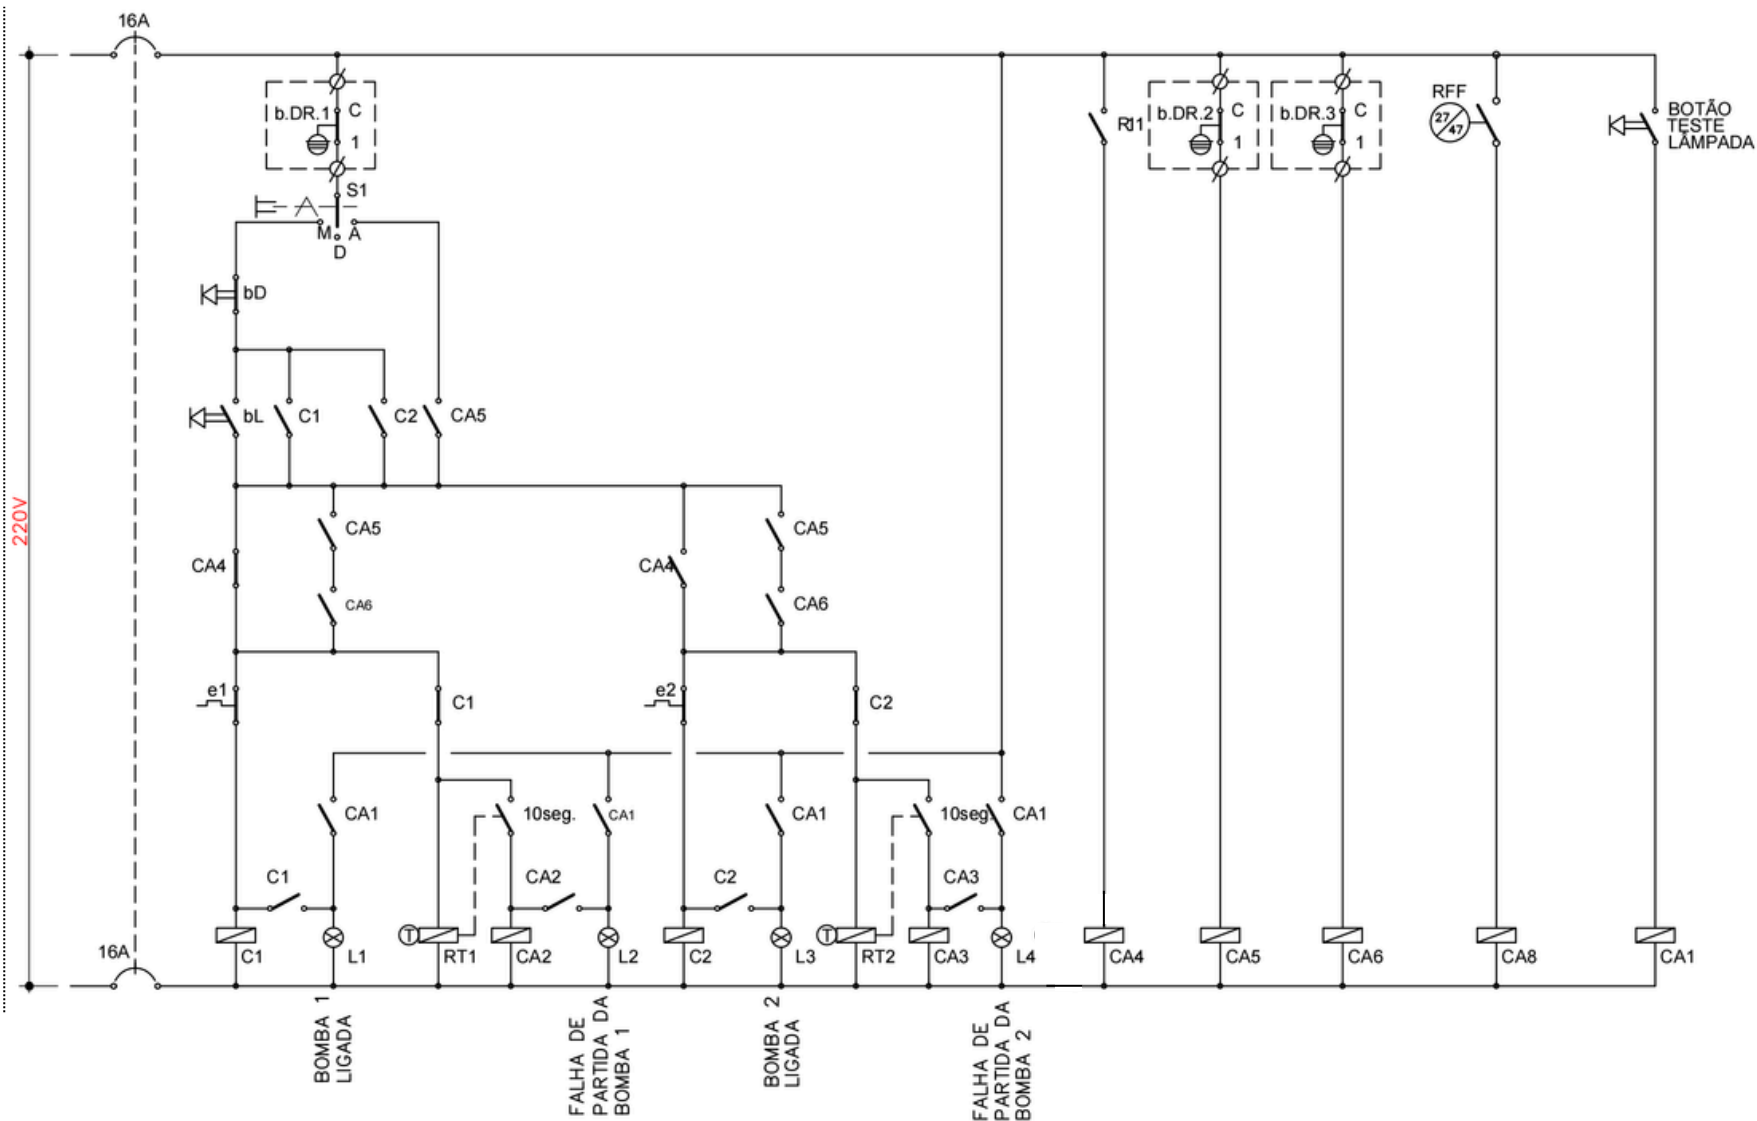 16A
b.DR.1
C
1
S1
M
A
D
RI1
b.DR.2
C
1
b.DR.3
C
1
RFF
27/47
BOTÃO
TESTE
LÂMPADA
bD
bL
C1
C2
CA5
220V
CA5
CA4
CA6
CA5
CA4
CA6
e1
C1
e2
C2
CA1
10seg.
CA1
CA1
10seg.
CA1
C1
CA2
C2
CA3
16A
C1
L1
T
RT1
CA2
L2
C2
L3
T
RT2
CA3
L4
CA4
CA5
CA6
CA8
CA1
BOMBA 1
LIGADA
FALHA DE
PARTIDA DA
BOMBA 1
BOMBA 2
LIGADA
FALHA DE
PARTIDA DA
BOMBA 2